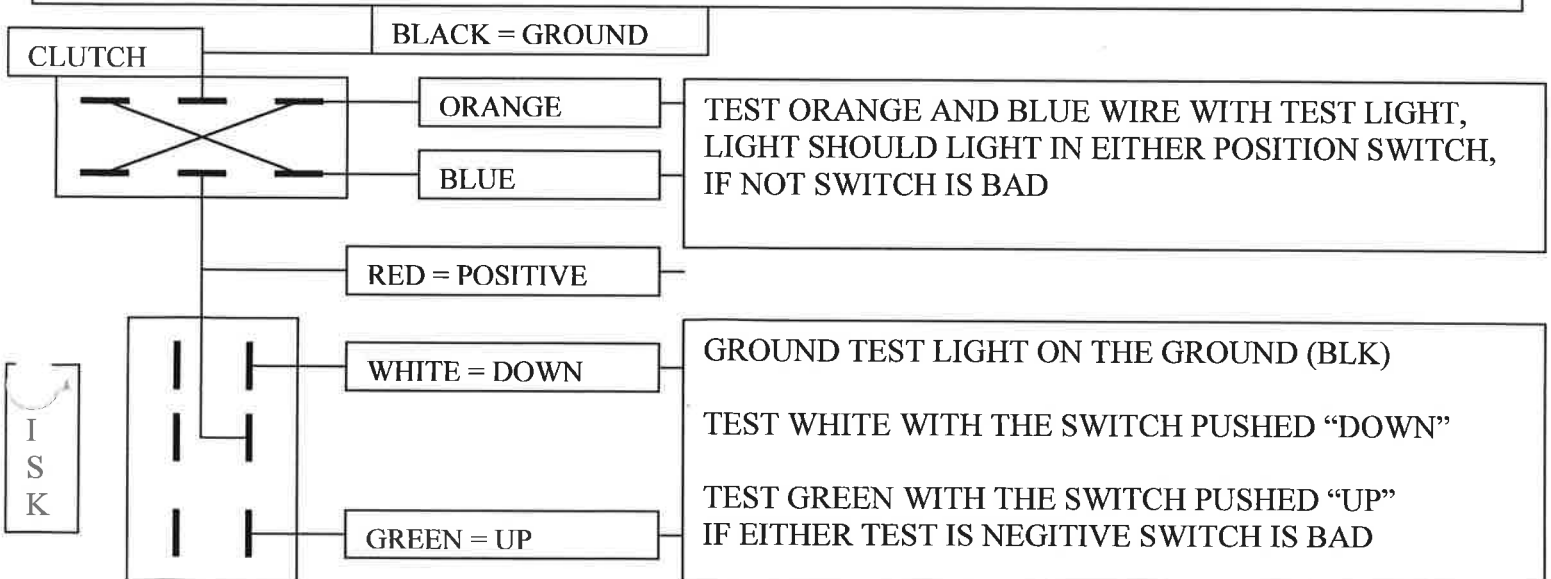 BLACK = GROUND
CLUTCH
ORANGE
TEST ORANGE AND BLUE WIRE WITH TEST LIGHT,
LIGHT SHOULD LIGHT IN EITHER POSITION SWITCH,
IF NOT SWITCH IS BAD
BLUE
RED = POSITIVE
WHITE = DOWN
GROUND TEST LIGHT ON THE GROUND (BLK)
TEST WHITE WITH THE SWITCH PUSHED “DOWN”
TEST GREEN WITH THE SWITCH PUSHED “UP”
IF EITHER TEST IS NEGITIVE SWITCH IS BAD
GREEN = UP
I
S
K